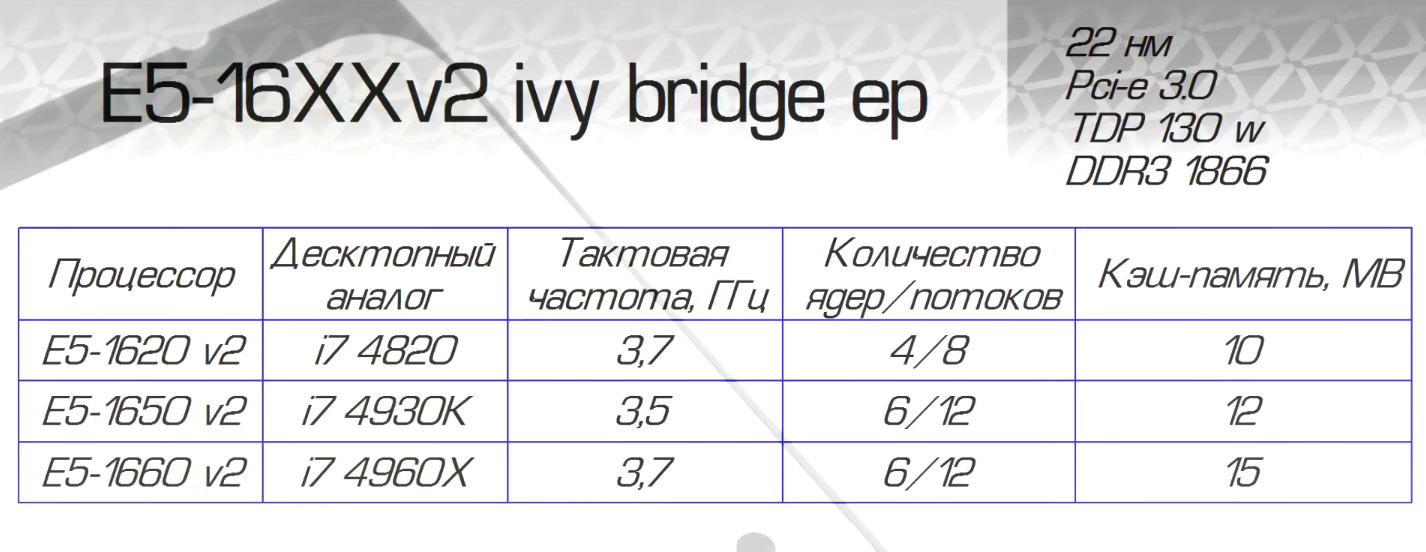 E5-16XXv2 ivy bridge ep
22 нм
Pci-e 3.0
TDP 130 w
DDR3 1866
Процессор
Десктопный
аналог
Тактовая
частота, ГГц
Количество
ядер/потоков
Кэш-память, МВ
E5-1620 v2 i7 4820 3,7 4/8 10
E5-1650 v2 i7 4930K 3,5 6/12 12
E5-1660 v2 i7 4960X 3,7 6/12 15